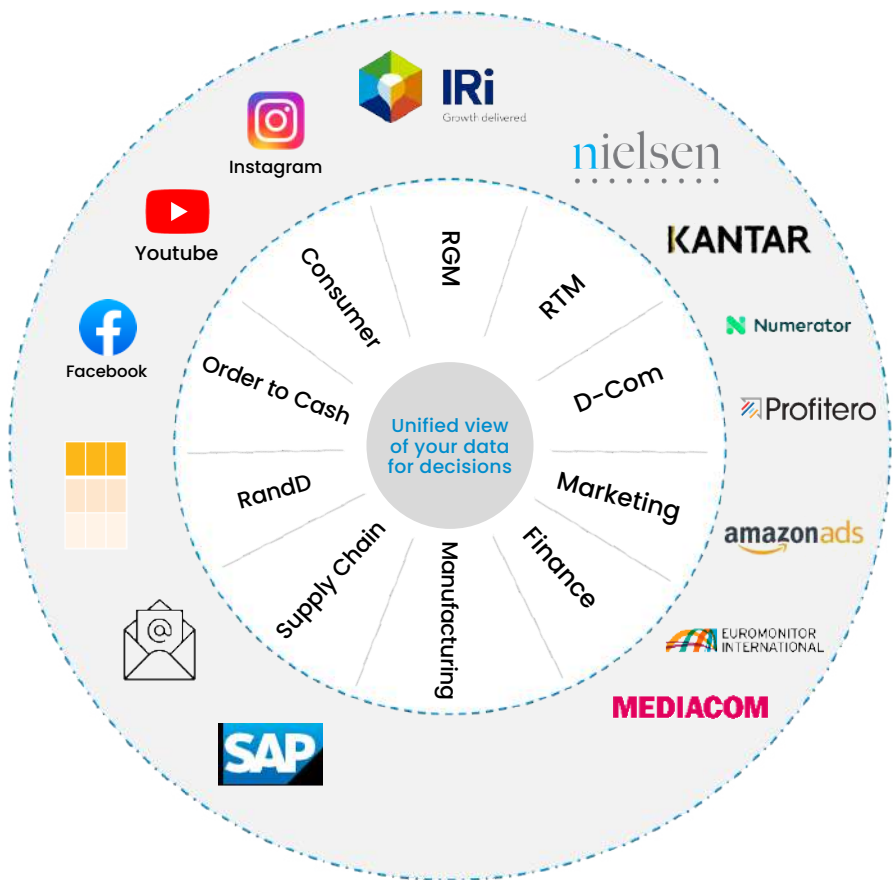 IRi
Growth delivered
Instagram
nielsen
Youtube
KANTAR
Consumer
RGM
RTM
Numerator
Facebook
Order to Cash
D-Com
Profitero
Unified view
of your data
for decisions
RandD
Marketing
amazonads
Supply Chain
Manufacturing
Finance
@
EUROMONITOR
INTERNATIONAL
MEDIACOM
SAP